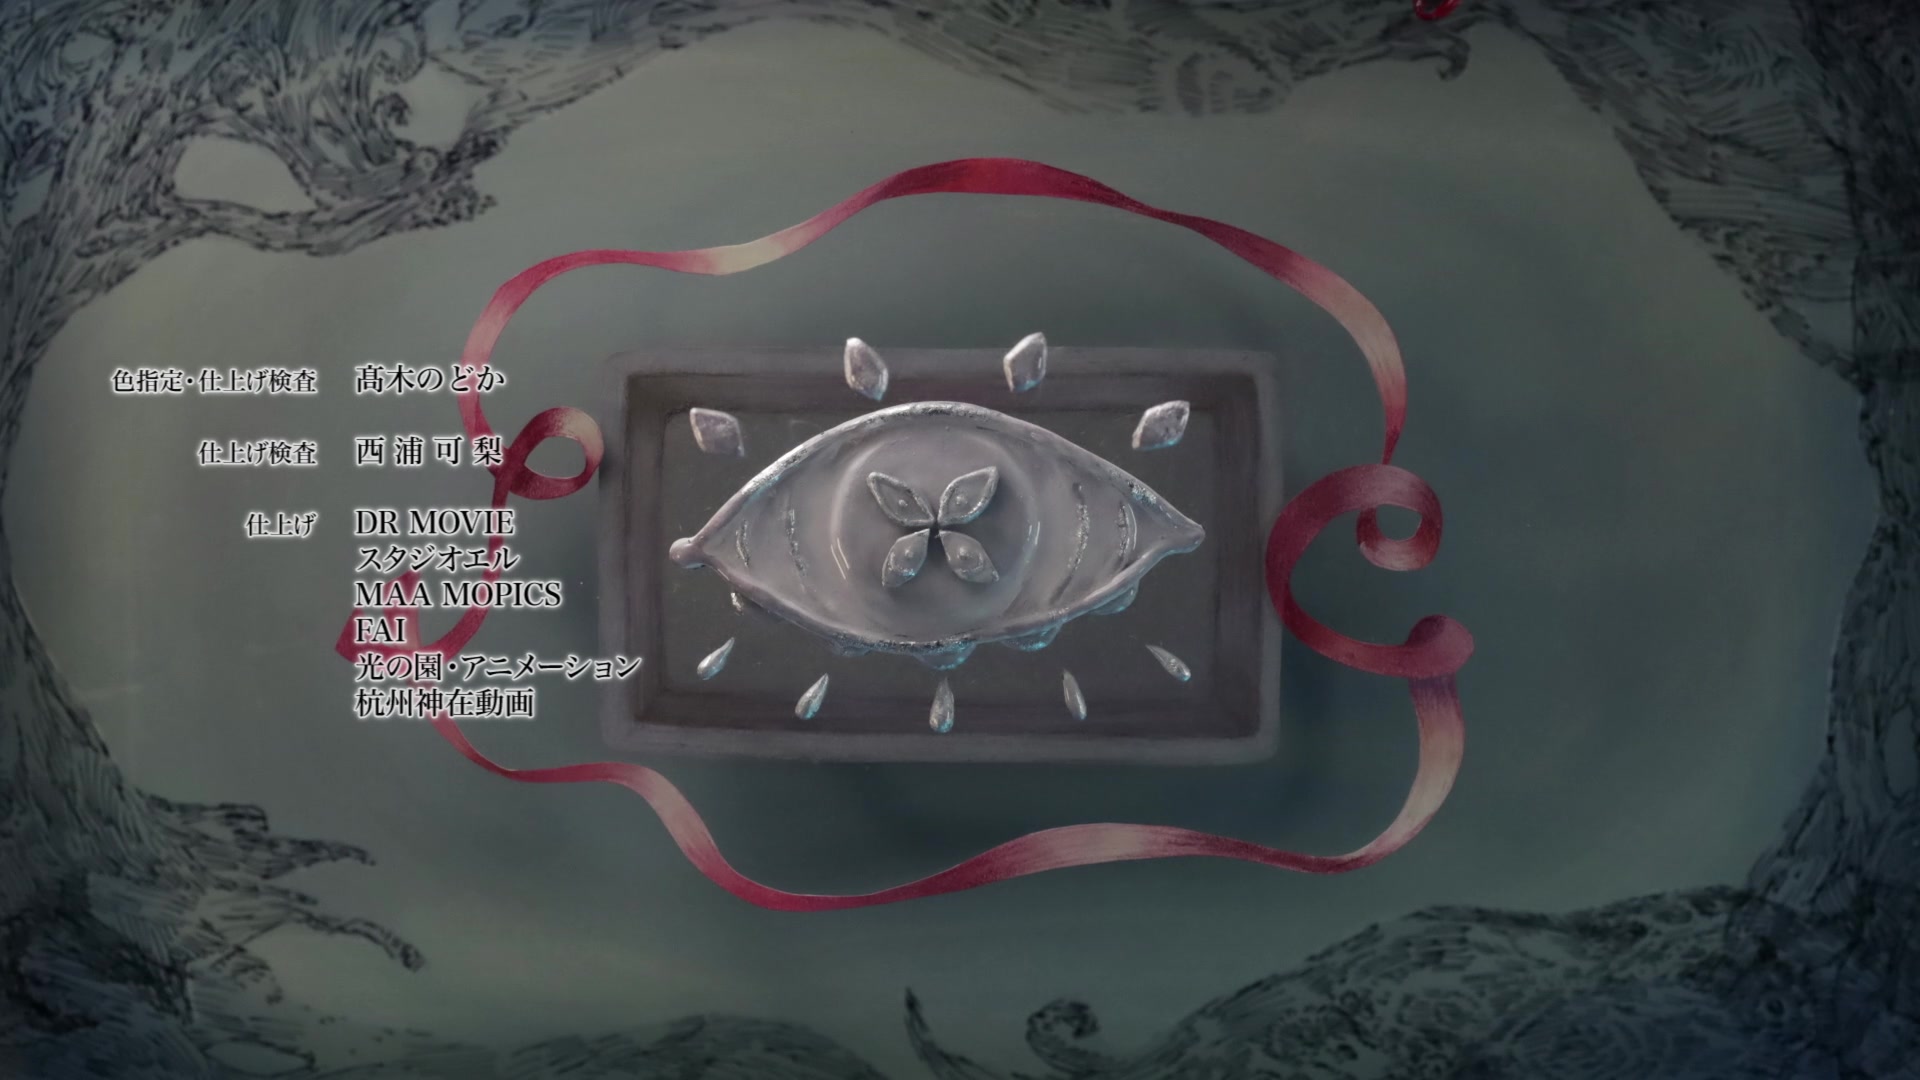 色指定・仕上げ検査 髙木のどか
仕上げ検査 西浦可梨
仕上げ DR MOVIE
スタジオエル
MAA MOPICS
FAI
光の園・アニメーション
杭州神在動画